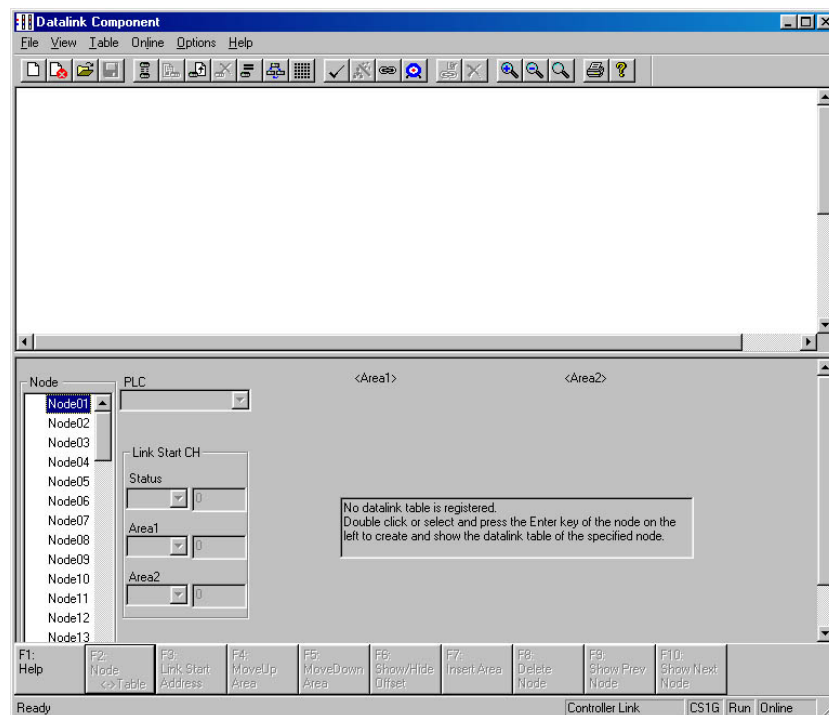 Datalink Component
File View Table Online Options Help
<Area1> <Area2>
Node
PLC
Node01
Node02
Node03
Node04
Node05
Node06
Node07
Node08
Node09
Node10
Node11
Node12
Node13
Link Start CH
Status
0
Area1
0
Area2
0
No datalink table is registered.
Double click or select and press the Enter key of the node on the
left to create and show the datalink table of the specified node.
F1:
Help
F2:
Node
<->Table
F3:
Link Start
Address
F4:
MoveUp
Area
F5:
MoveDown
Area
F6:
Show/Hide
Offset
F7:
Insert Area
F8:
Delete
Node
F9:
Show Prev
Node
F10:
Show Next
Node
Ready
Controller Link CS1G Run Online